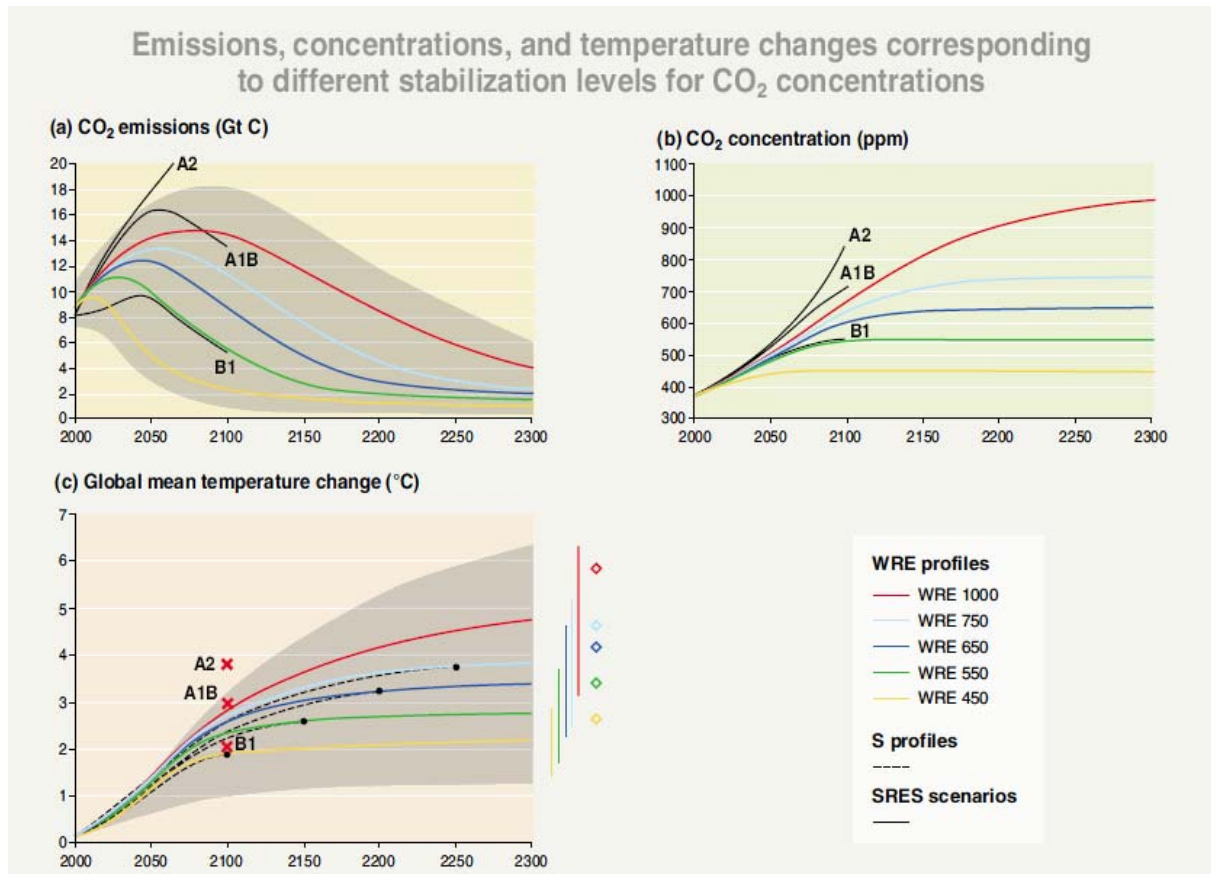 Emissions, concentrations, and temperature changes corresponding
to different stabilization levels for CO₂ concentrations
(a) CO₂ emissions (Gt C)
20
18
16
14
12
10
8
6
4
2
0
A2
A1B
B1
2000 2050 2100 2150 2200 2250 2300
(b) CO₂ concentration (ppm)
1100
1000
900
800
700
600
500
400
300
A2
A1B
B1
2000 2050 2100 2150 2200 2250 2300
(c) Global mean temperature change (°C)
7
6
5
4
3
2
1
0
A2
A1B
B1
2000 2050 2100 2150 2200 2250 2300
WRE profiles
WRE 1000
WRE 750
WRE 650
WRE 550
WRE 450
S profiles
SRES scenarios